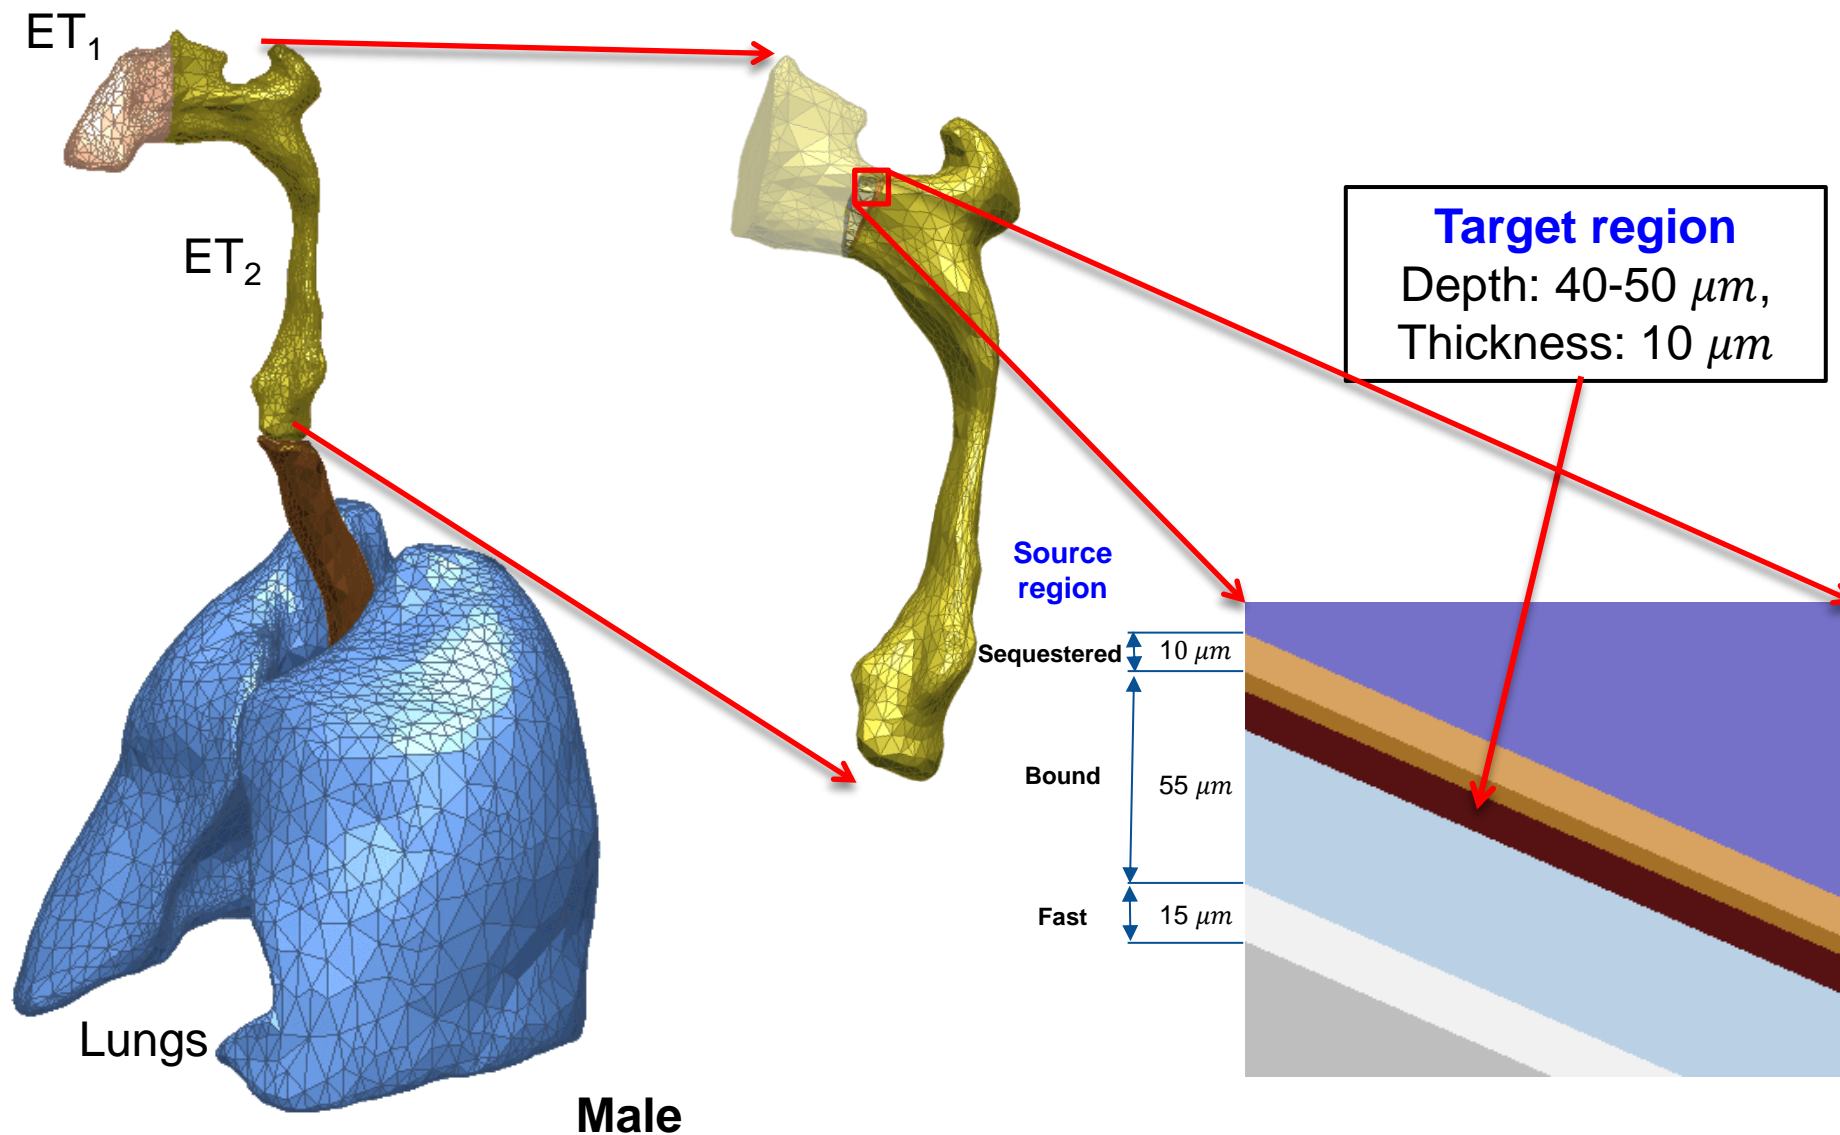 ET₁
ET₂
Lungs
Male
Target region
Depth: 40-50 μm,
Thickness: 10 μm
Source
region
Sequestered
10 μm
Bound
55 μm
Fast
15 μm